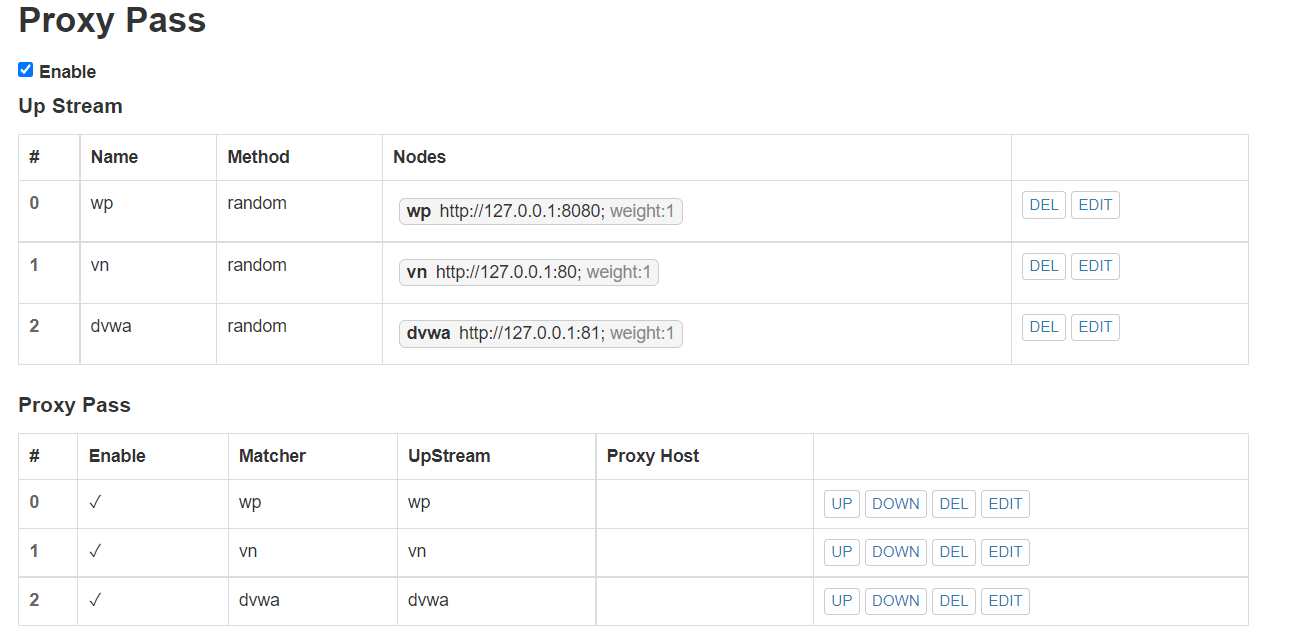 Proxy Pass
Enable
Up Stream
# Name Method Nodes
0 wp random wp http://127.0.0.1:8080; weight:1 DEL EDIT
1 vn random vn http://127.0.0.1:80; weight:1 DEL EDIT
2 dvwa random dvwa http://127.0.0.1:81; weight:1 DEL EDIT
Proxy Pass
# Enable Matcher UpStream Proxy Host
0 ✓ wp wp UP DOWN DEL EDIT
1 ✓ vn vn UP DOWN DEL EDIT
2 ✓ dvwa dvwa UP DOWN DEL EDIT